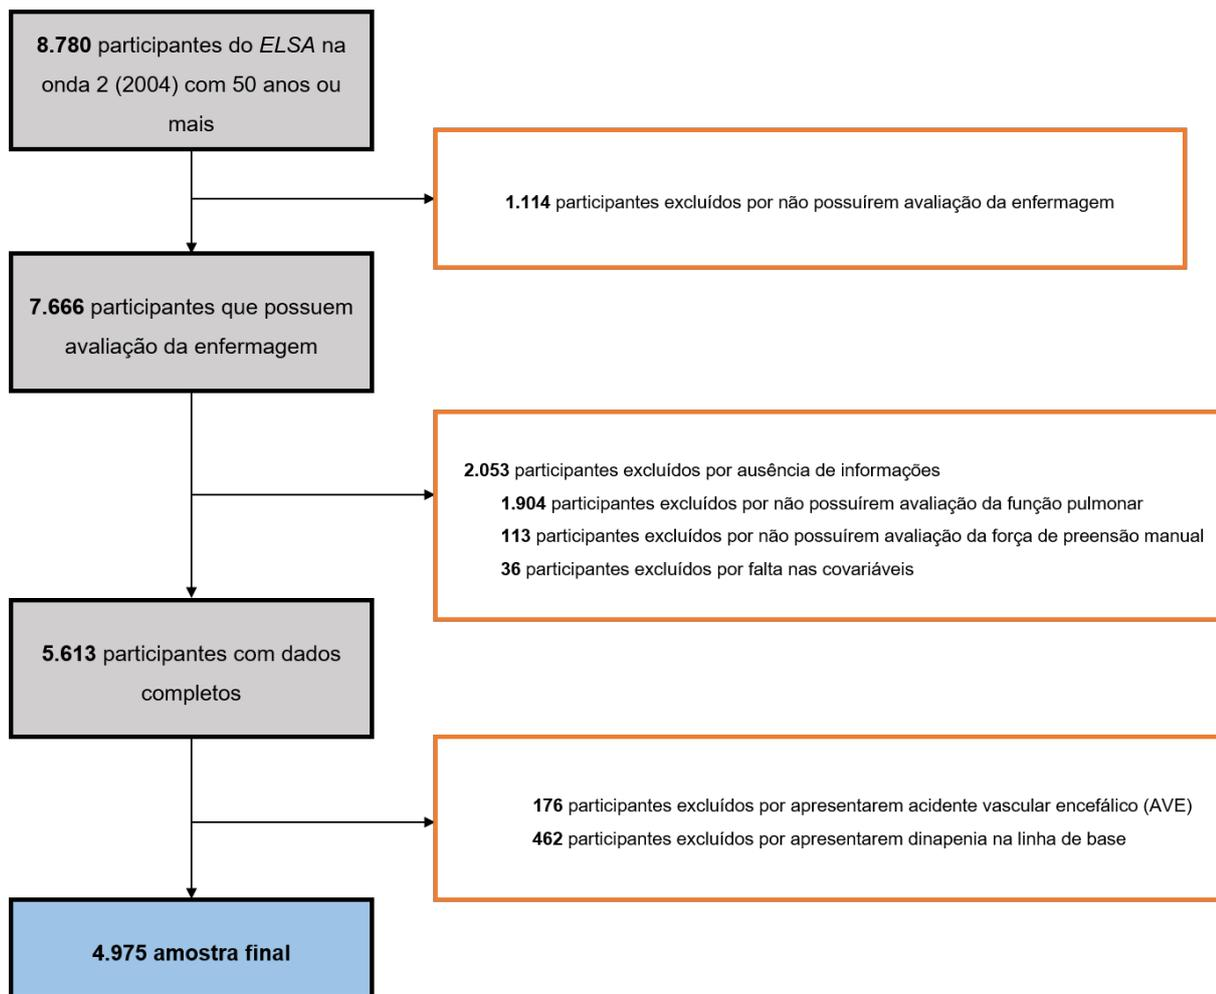 8.780 participantes do ELSA na
onda 2 (2004) com 50 anos ou
mais
1.114 participantes excluídos por não possuírem avaliação da enfermagem
7.666 participantes que possuem
avaliação da enfermagem
2.053 participantes excluídos por ausência de informações
1.904 participantes excluídos por não possuírem avaliação da função pulmonar
113 participantes excluídos por não possuírem avaliação da força de preensão manual
36 participantes excluídos por falta nas covariáveis
5.613 participantes com dados
completos
176 participantes excluídos por apresentarem acidente vascular encefálico (AVE)
462 participantes excluídos por apresentarem dinapenia na linha de base
4.975 amostra final